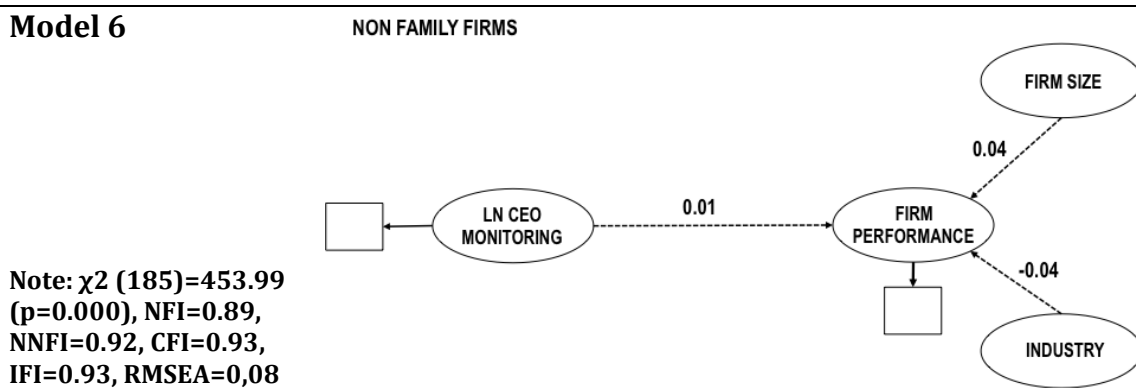 Model 6
NON FAMILY FIRMS
FIRM SIZE
0.04
0.01
LN CEO
MONITORING
FIRM
PERFORMANCE
-0.04
INDUSTRY
Note: χ2 (185)=453.99
(p=0.000), NFI=0.89,
NNFI=0.92, CFI=0.93,
IFI=0.93, RMSEA=0,08